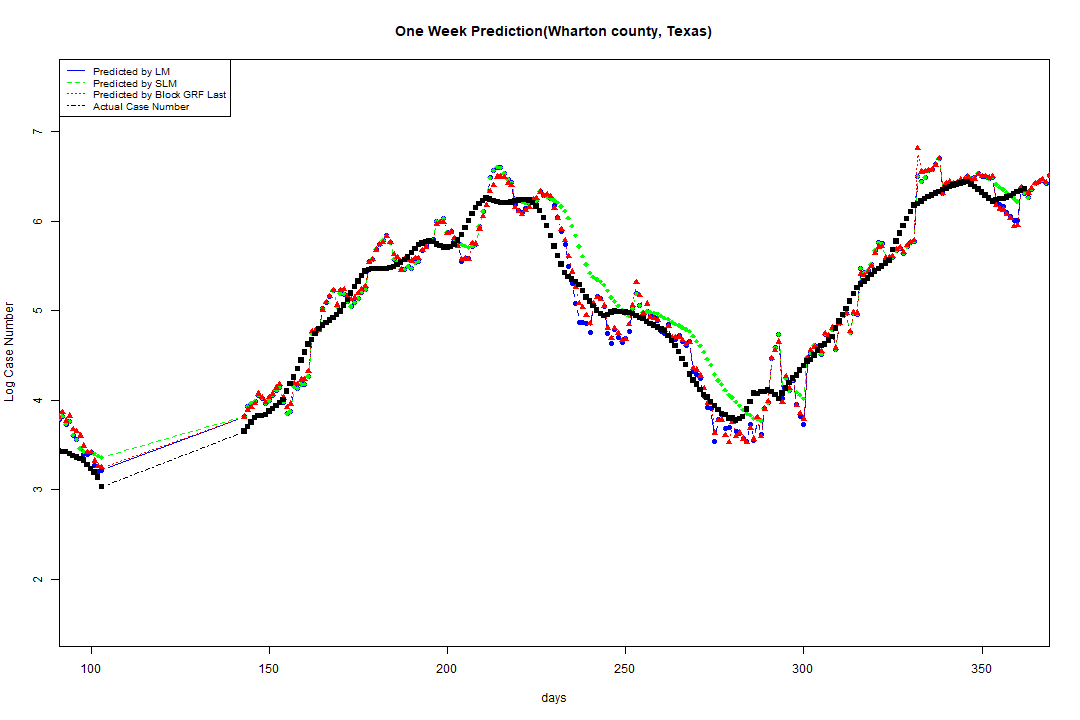 One Week Prediction(Wharton county, Texas)
Predicted by LM
Predicted by SLM
Predicted by Block GRF Last
Actual Case Number
Log Case Number
7
6
5
4
3
2
100 150 200 250 300 350
days